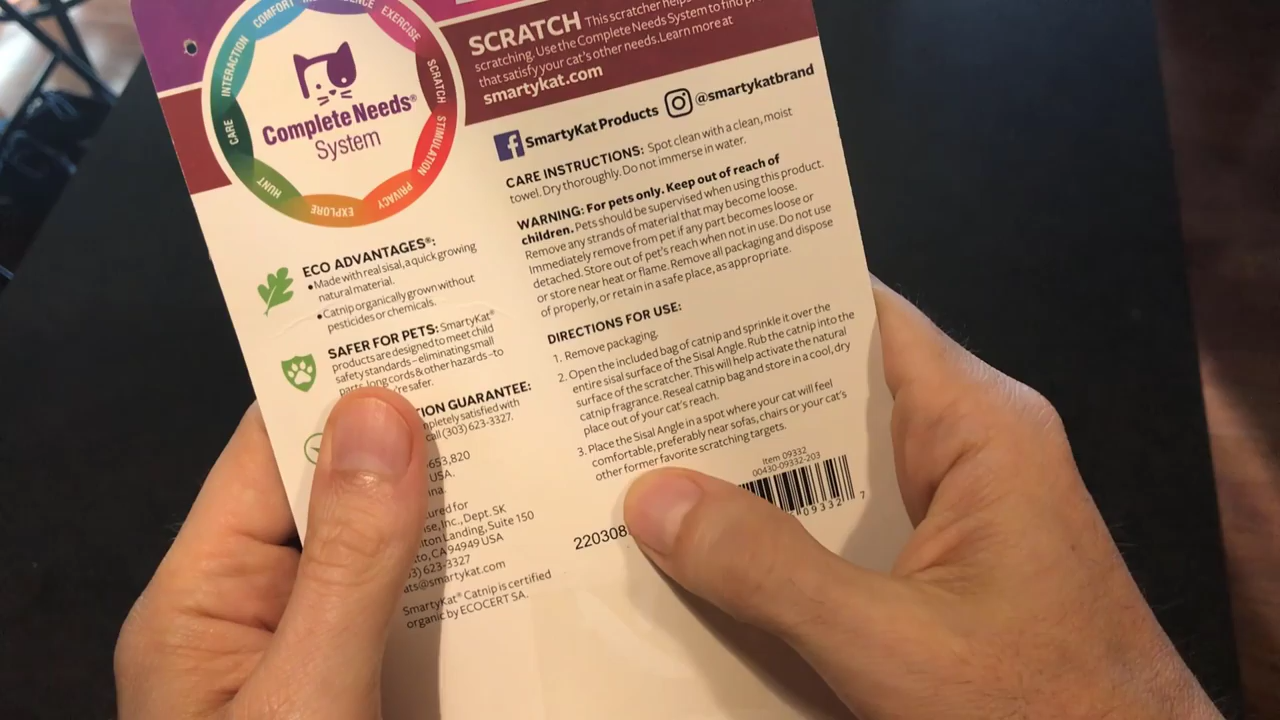 COMFORT
EXERCISE
INTERACTION
SCRATCH
CARE
STIMULATION
HUNT
PRIVACY
EXPLORE
Complete Needs®
System
SCRATCH This scratcher helps
scratching. Use the Complete Needs System to find
that satisfy your cat's other needs. Learn more at
smartykat.com
SmartyKat Products @smartykatbrand
CARE INSTRUCTIONS: Spot clean with a clean, moist
towel. Dry thoroughly. Do not immerse in water.
WARNING: For pets only. Keep out of reach of
children. Pets should be supervised when using this product.
Remove any strands of material that may become loose.
Immediately remove from pet if any part becomes loose or
detached. Store out of pet's reach when not in use. Do not use
or store near heat or flame. Remove all packaging and dispose
of properly, or retain in a safe place, as appropriate.
DIRECTIONS FOR USE:
1. Remove packaging.
2. Open the included bag of catnip and sprinkle it over the
entire sisal surface of the Sisal Angle. Rub the catnip into the
surface of the scratcher. This will help activate the natural
catnip fragrance. Reseal catnip bag and store in a cool, dry
place out of your cat's reach.
3. Place the Sisal Angle in a spot where your cat will feel
comfortable, preferably near sofas, chairs or your cat's
other former favorite scratching targets.
Item 09332
00430-09332-203
09332 7
220308
ECO ADVANTAGES®:
•Made with real sisal, a quick growing
natural material.
•Catnip organically grown without
pesticides or chemicals.
SAFER FOR PETS: SmartyKat®
products are designed to meet child
safety standards–eliminating small
parts, long cords & other hazards–to
safer.
GUARANTEE:
satisfied with
call (303) 623-3327.
653,820
USA.
for
Inc., Dept. SK
Landing, Suite 150
CA 94949 USA
623-3327
@smartykat.com
SmartyKat® Catnip is certified
organic by ECOCERT SA.